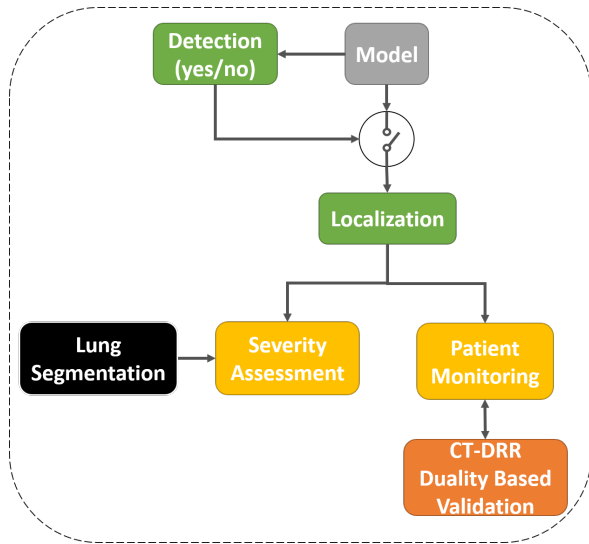 Detection
(yes/no)
Model
Localization
Lung
Segmentation
Severity
Assessment
Patient
Monitoring
CT-DRR
Duality Based
Validation